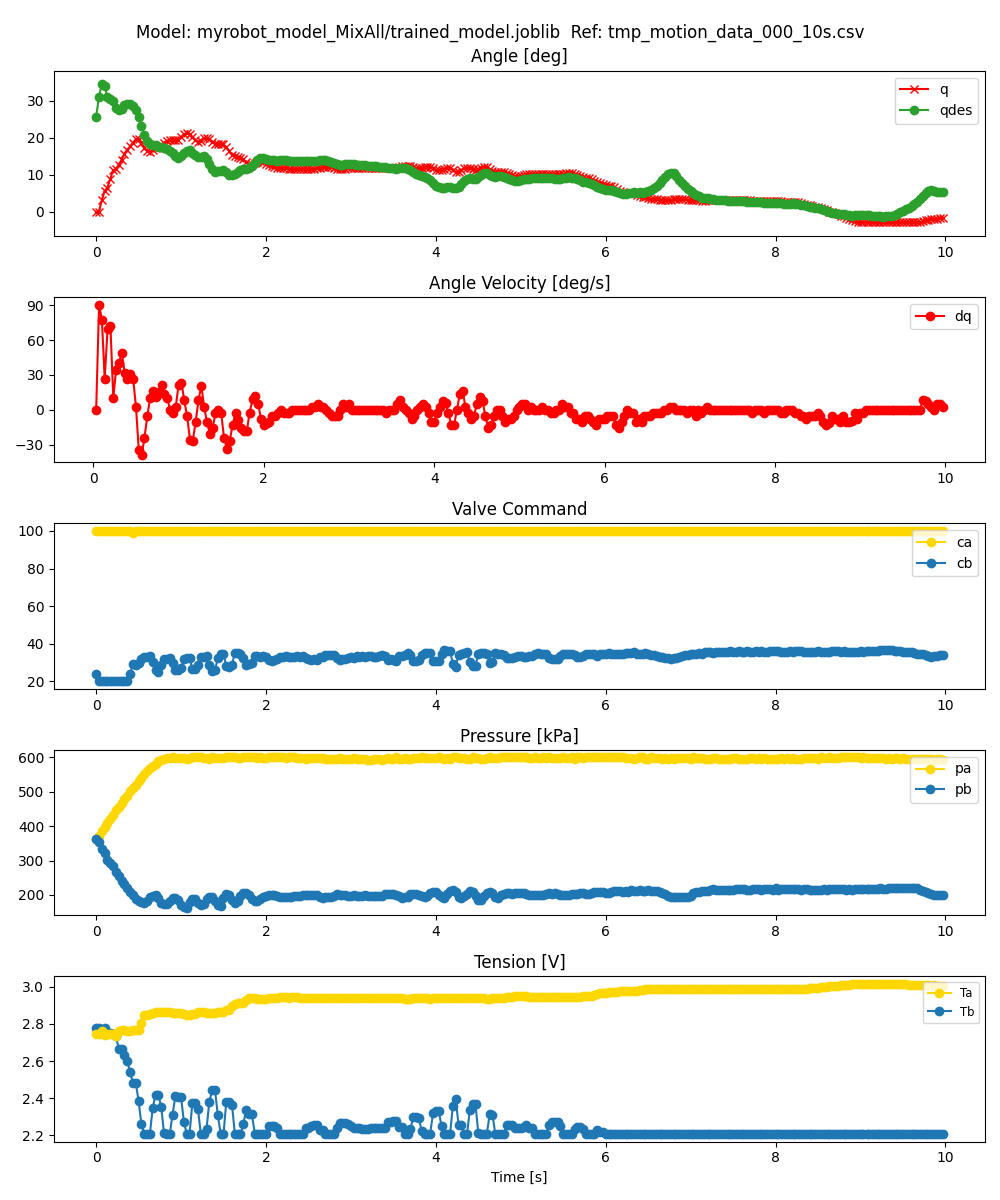 Model: myrobot_model_MixAll/trained_model.joblib  Ref: tmp_motion_data_000_10s.csv
Angle [deg]
30
20
10
0
q
qdes
0 2 4 6 8 10
Angle Velocity [deg/s]
90
60
30
0
−30
dq
0 2 4 6 8 10
Valve Command
100
80
60
40
20
ca
cb
0 2 4 6 8 10
Pressure [kPa]
600
500
400
300
200
pa
pb
0 2 4 6 8 10
Tension [V]
3.0
2.8
2.6
2.4
2.2
Ta
Tb
0 2 4 6 8 10
Time [s]